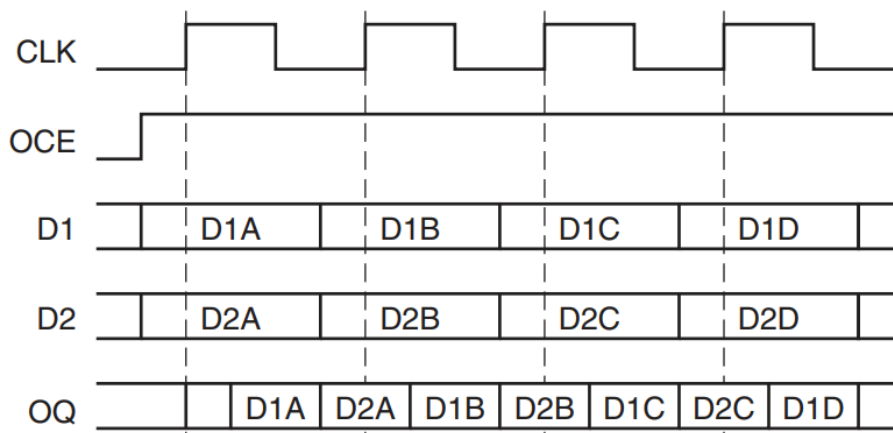 CLK
OCE
D1 D1A D1B D1C D1D
D2 D2A D2B D2C D2D
OQ D1A D2A D1B D2B D1C D2C D1D